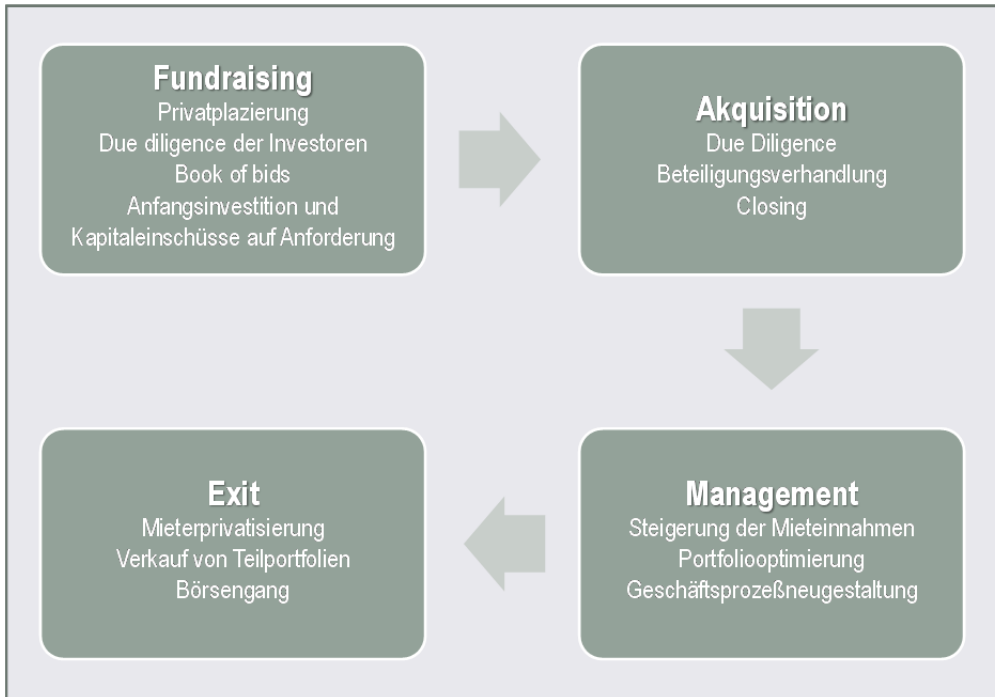 Fundraising
Privatplazierung
Due diligence der Investoren
Book of bids
Anfangsinvestition und
Kapitaleinschüsse auf Anforderung
Akquisition
Due Diligence
Beteiligungsverhandlung
Closing
Management
Steigerung der Mieteinnahmen
Portfoliooptimierung
Geschäftsprozeßneugestaltung
Exit
Mieterprivatisierung
Verkauf von Teilportfolien
Börsengang